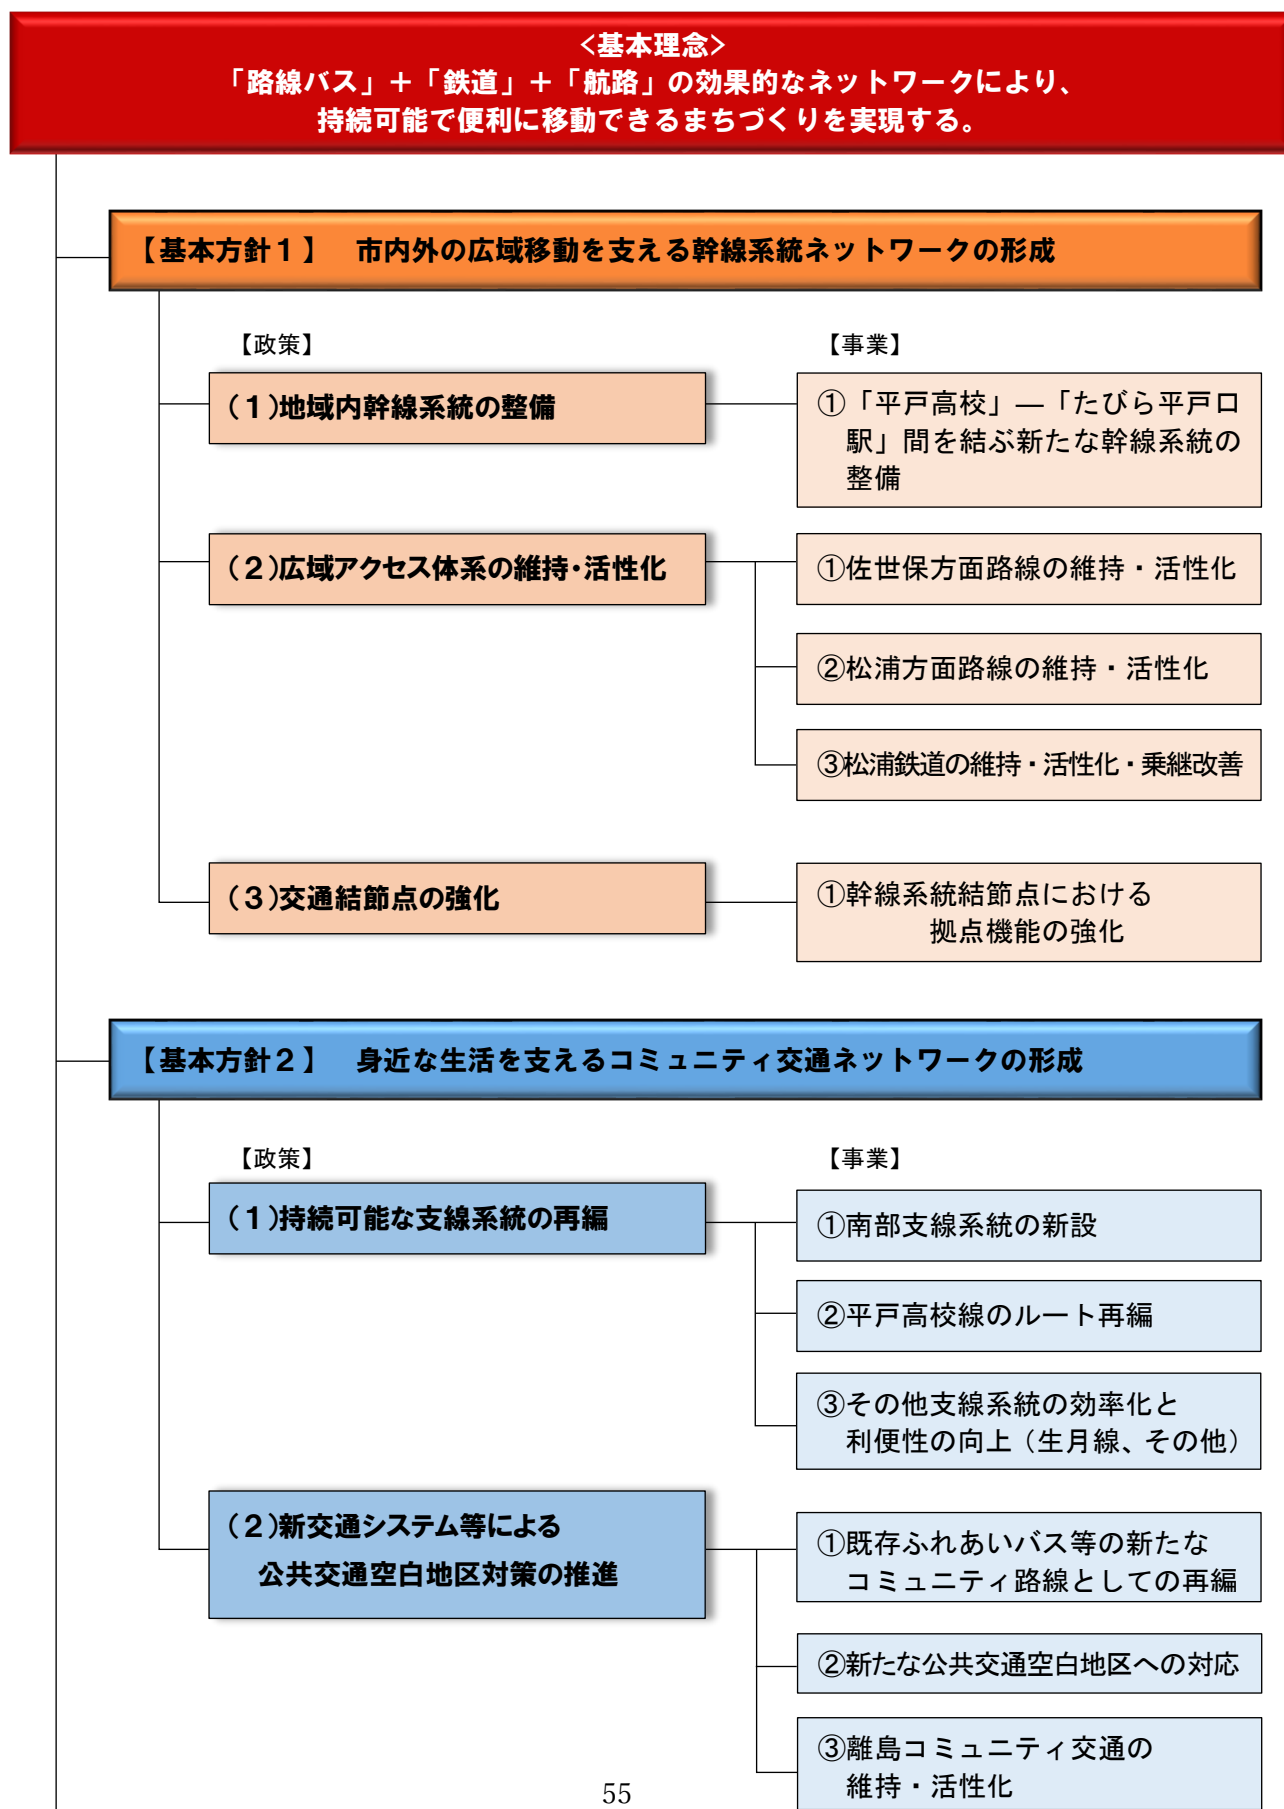 <基本理念>
「路線バス」＋「鉄道」＋「航路」の効果的なネットワークにより、
持続可能で便利に移動できるまちづくりを実現する。
【基本方針１】　市内外の広域移動を支える幹線系統ネットワークの形成
【政策】
【事業】
（１）地域内幹線系統の整備
①「平戸高校」―「たびら平戸口
駅」間を結ぶ新たな幹線系統の
整備
（２）広域アクセス体系の維持・活性化
①佐世保方面路線の維持・活性化
②松浦方面路線の維持・活性化
③松浦鉄道の維持・活性化・乗継改善
（３）交通結節点の強化
①幹線系統結節点における
拠点機能の強化
【基本方針２】　身近な生活を支えるコミュニティ交通ネットワークの形成
【政策】
【事業】
（１）持続可能な支線系統の再編
①南部支線系統の新設
②平戸高校線のルート再編
③その他支線系統の効率化と
利便性の向上（生月線、その他）
（２）新交通システム等による
公共交通空白地区対策の推進
①既存ふれあいバス等の新たな
コミュニティ路線としての再編
②新たな公共交通空白地区への対応
③離島コミュニティ交通の
維持・活性化
55